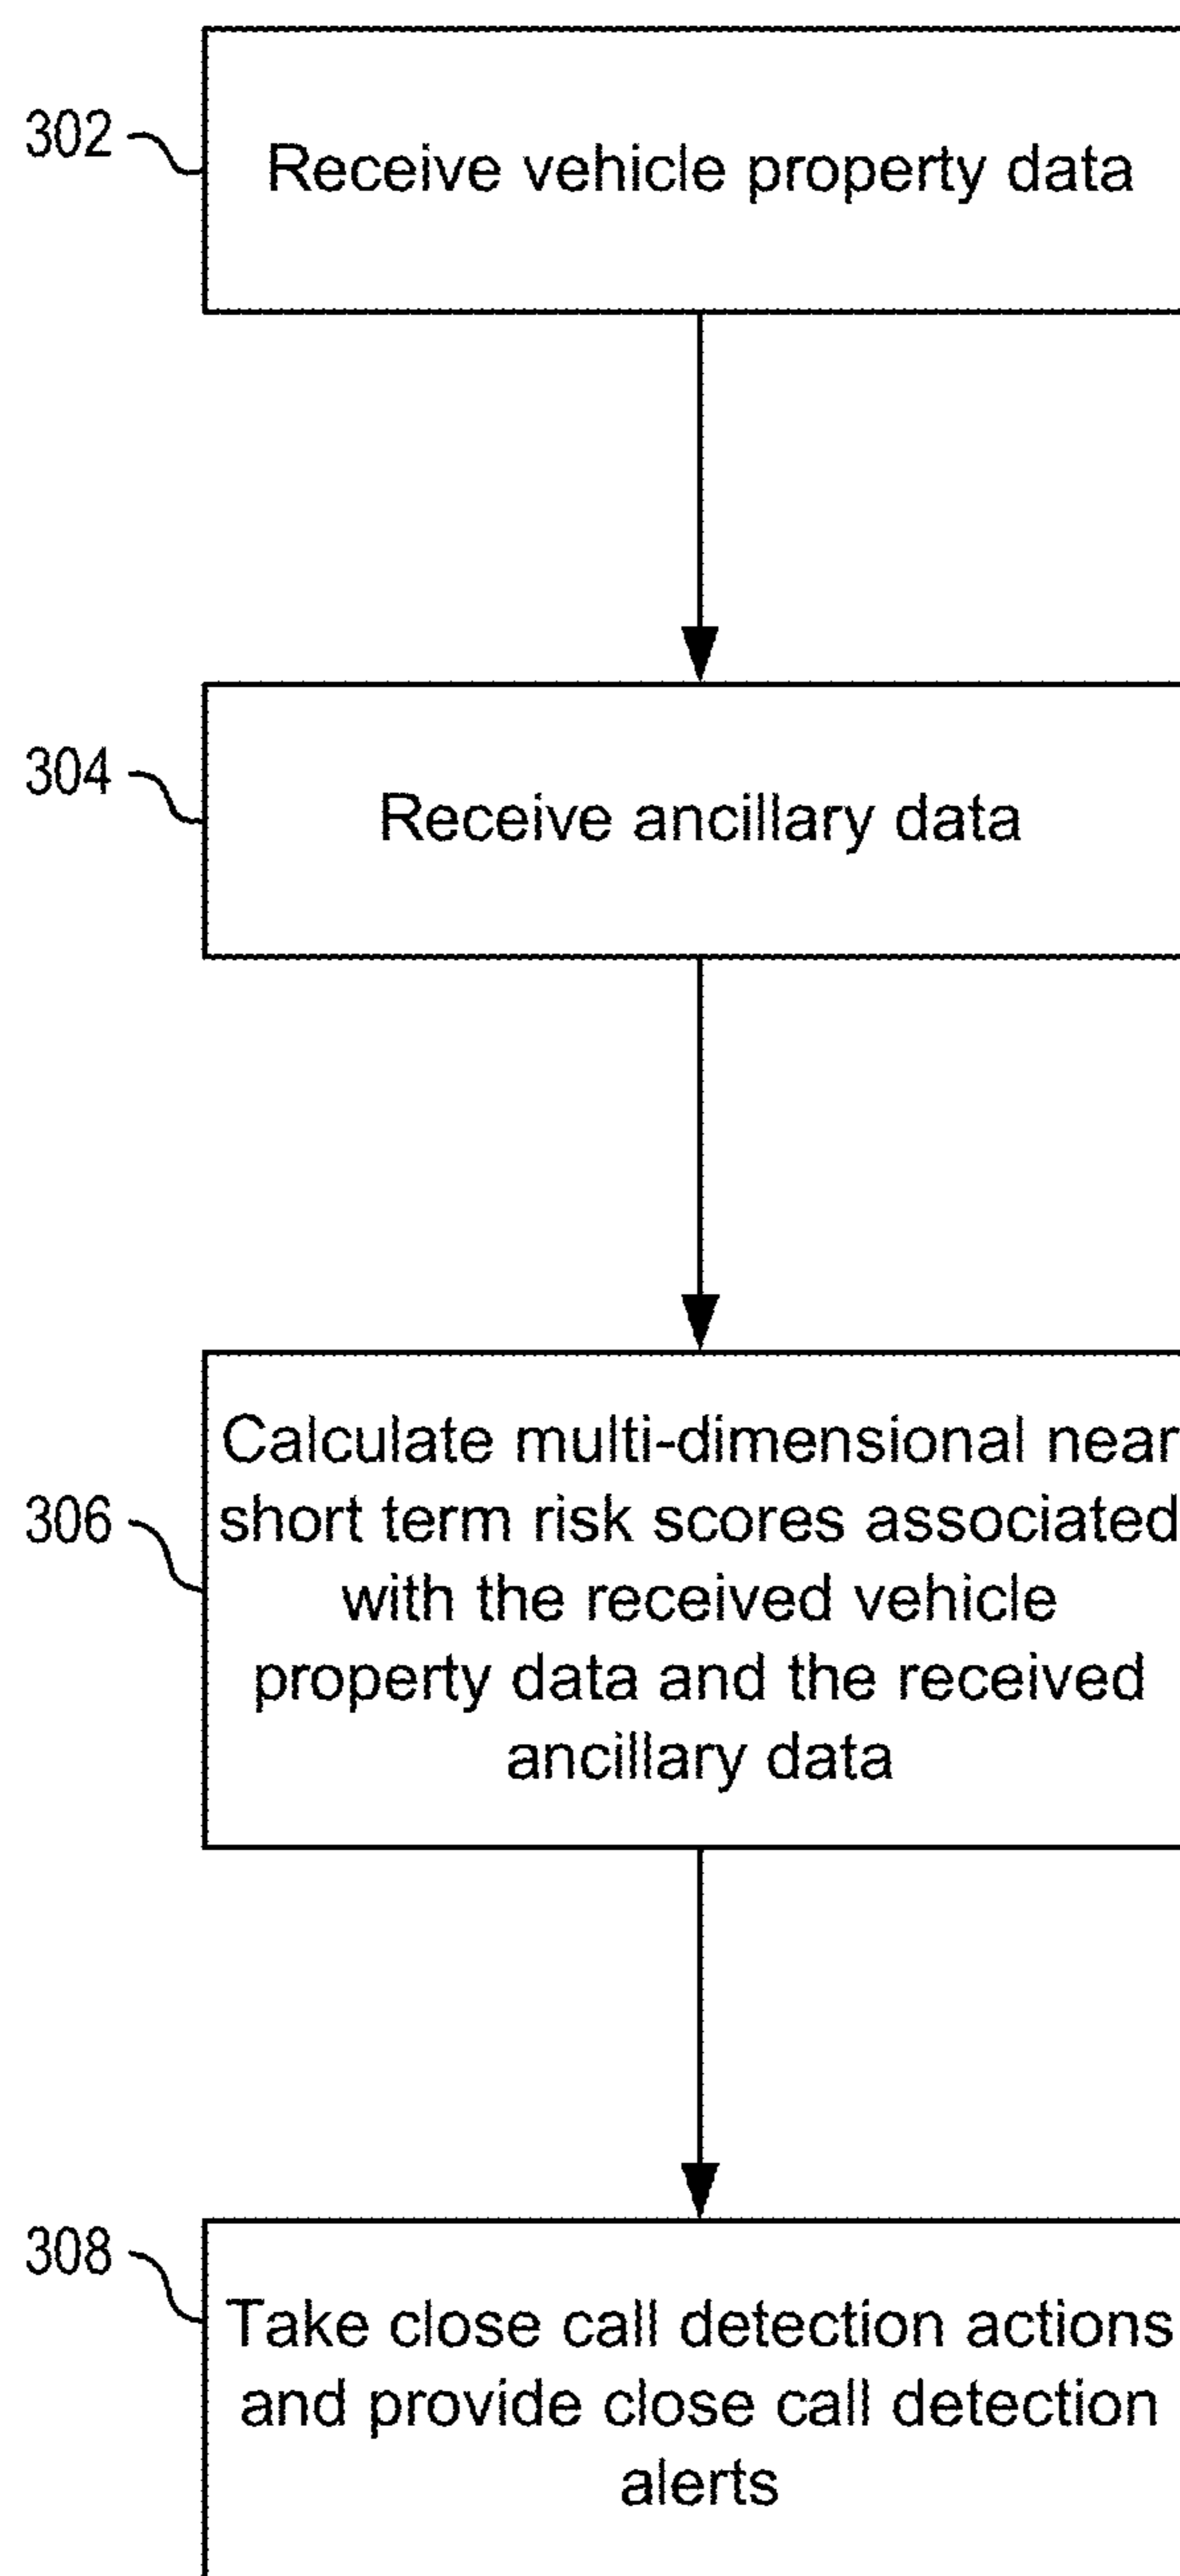 302
Receive vehicle property data
304
Receive ancillary data
306
Calculate multi-dimensional near
short term risk scores associated
with the received vehicle
property data and the received
ancillary data
308
Take close call detection actions
and provide close call detection
alerts